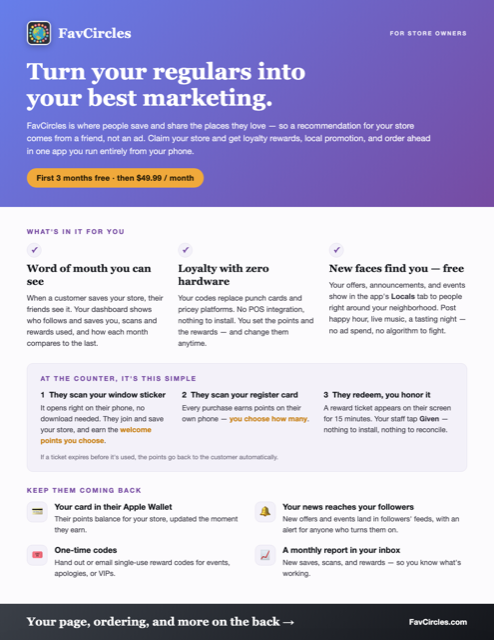 FavCircles
FOR STORE OWNERS
Turn your regulars into
your best marketing.
FavCircles is where people save and share the places they love — so a recommendation for your store
comes from a friend, not an ad. Claim your store and get loyalty rewards, local promotion, and order ahead
in one app you run entirely from your phone.
First 3 months free · then $49.99 / month
WHAT'S IN IT FOR YOU
Word of mouth you can
see
When a customer saves your store, their
friends see it. Your dashboard shows
who follows and saves you, scans and
rewards used, and how each month
compares to the last.
Loyalty with zero
hardware
Your codes replace punch cards and
pricey platforms. No POS integration,
nothing to install. You set the points and
the rewards — and change them
anytime.
New faces find you — free
Your offers, announcements, and events
show in the app's Locals tab to people
right around your neighborhood. Post
happy hour, live music, a tasting night —
no ad spend, no algorithm to fight.
AT THE COUNTER, IT'S THIS SIMPLE
1 They scan your window sticker
It opens right on their phone, no
download needed. They join and save
your store, and earn the welcome
points you choose.
2 They scan your register card
Every purchase earns points on their
own phone — you choose how many.
3 They redeem, you honor it
A reward ticket appears on their screen
for 15 minutes. Your staff tap Given —
nothing to install, nothing to reconcile.
If a ticket expires before it's used, the points go back to the customer automatically.
KEEP THEM COMING BACK
Your card in their Apple Wallet
Their points balance for your store, updated the moment
they earn.
Your news reaches your followers
New offers and events land in followers' feeds, with an
alert for anyone who turns them on.
One-time codes
Hand out or email single-use reward codes for events,
apologies, or VIPs.
A monthly report in your inbox
New saves, scans, and rewards — so you know what's
working.
Your page, ordering, and more on the back →
FavCircles.com